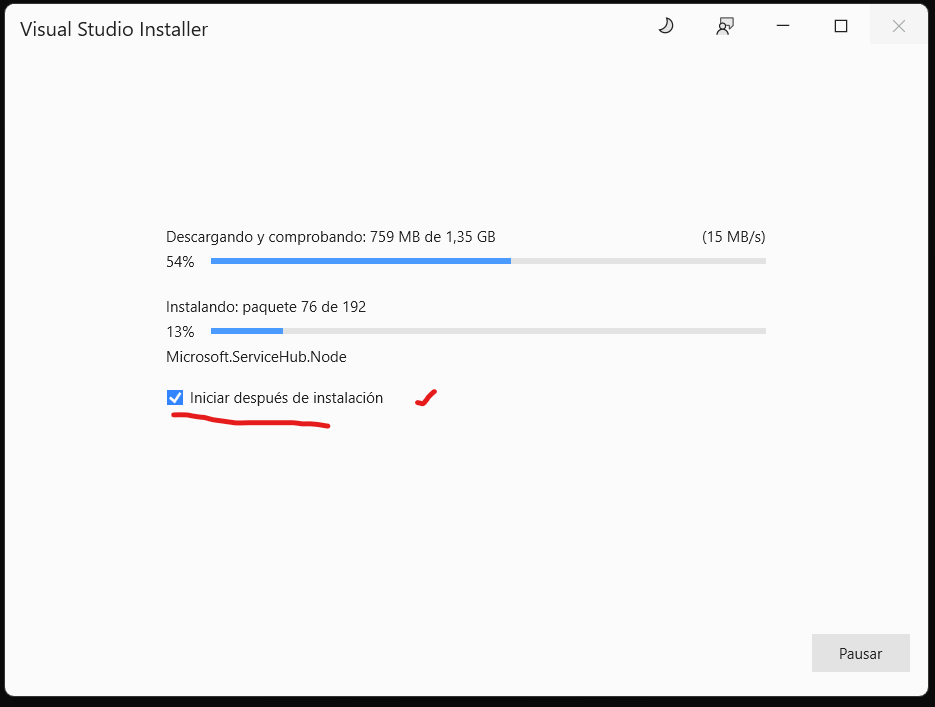 Visual Studio Installer
Descargando y comprobando: 759 MB de 1,35 GB (15 MB/s)
54%
Instalando: paquete 76 de 192
13%
Microsoft.ServiceHub.Node
Iniciar después de instalación
Pausar